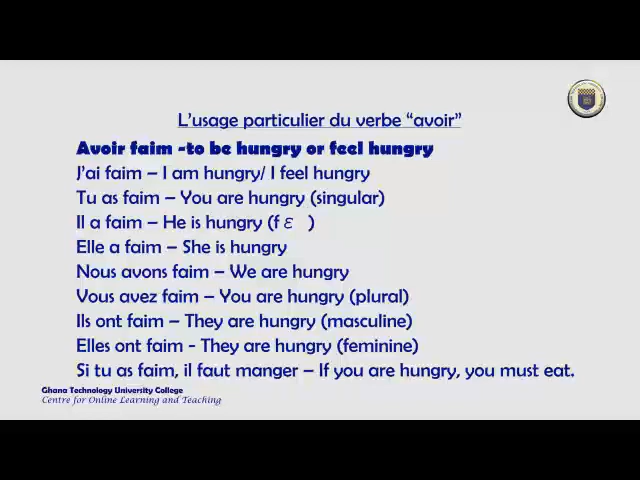 L'usage particulier du verbe “avoir”
Avoir faim -to be hungry or feel hungry
J'ai faim – I am hungry/ I feel hungry
Tu as faim – You are hungry (singular)
Il a faim – He is hungry (f ε )
Elle a faim – She is hungry
Nous avons faim – We are hungry
Vous avez faim – You are hungry (plural)
Ils ont faim – They are hungry (masculine)
Elles ont faim - They are hungry (feminine)
Si tu as faim, il faut manger – If you are hungry, you must eat.
Ghana Technology University College
Centre for Online Learning and Teaching